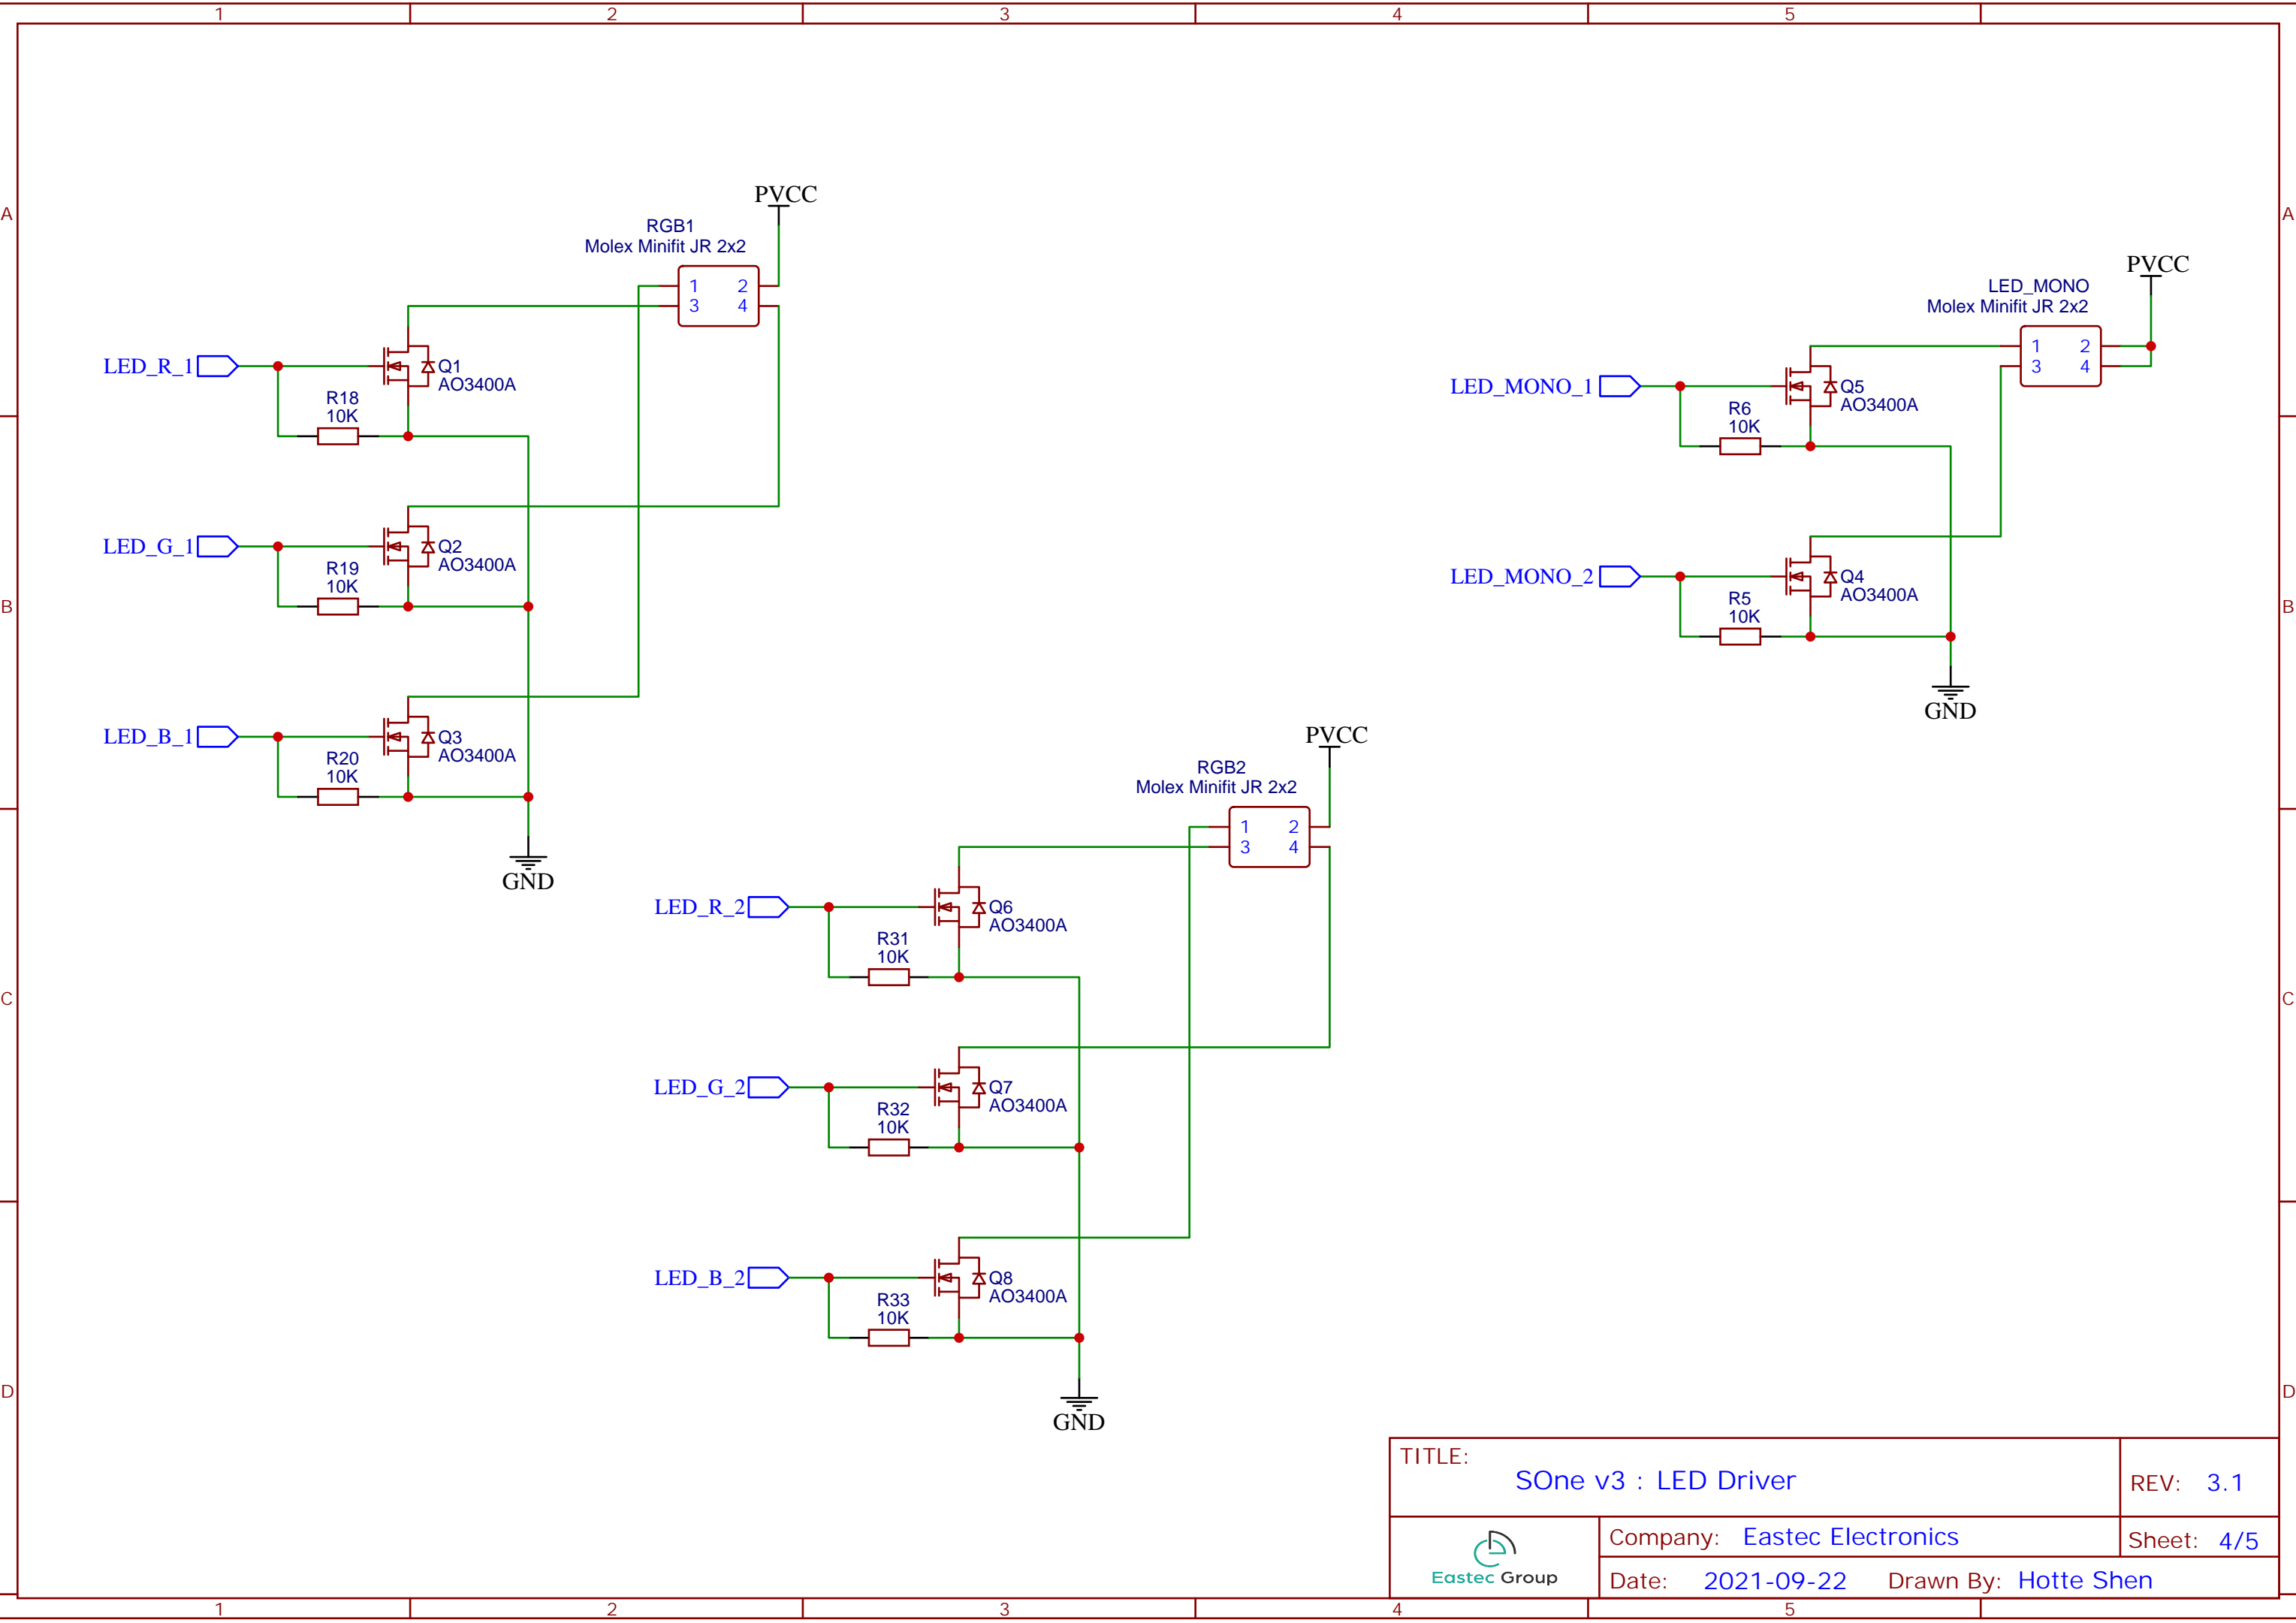 1 2 3 4 5
A A
B B
C C
D D
PVCC
RGB1
Molex Minifit JR 2x2
1 2
3 4
LED_R_1
Q1
AO3400A
R18
10K
LED_G_1
Q2
AO3400A
R19
10K
LED_B_1
Q3
AO3400A
R20
10K
GND
PVCC
RGB2
Molex Minifit JR 2x2
1 2
3 4
LED_R_2
Q6
AO3400A
R31
10K
LED_G_2
Q7
AO3400A
R32
10K
LED_B_2
Q8
AO3400A
R33
10K
GND
PVCC
LED_MONO
Molex Minifit JR 2x2
1 2
3 4
LED_MONO_1
Q5
AO3400A
R6
10K
LED_MONO_2
Q4
AO3400A
R5
10K
GND
TITLE:
SOne v3 : LED Driver
REV: 3.1
Eastec Group
Company: Eastec Electronics
Sheet: 4/5
Date: 2021-09-22 Drawn By: Hotte Shen
1 2 3 4 5